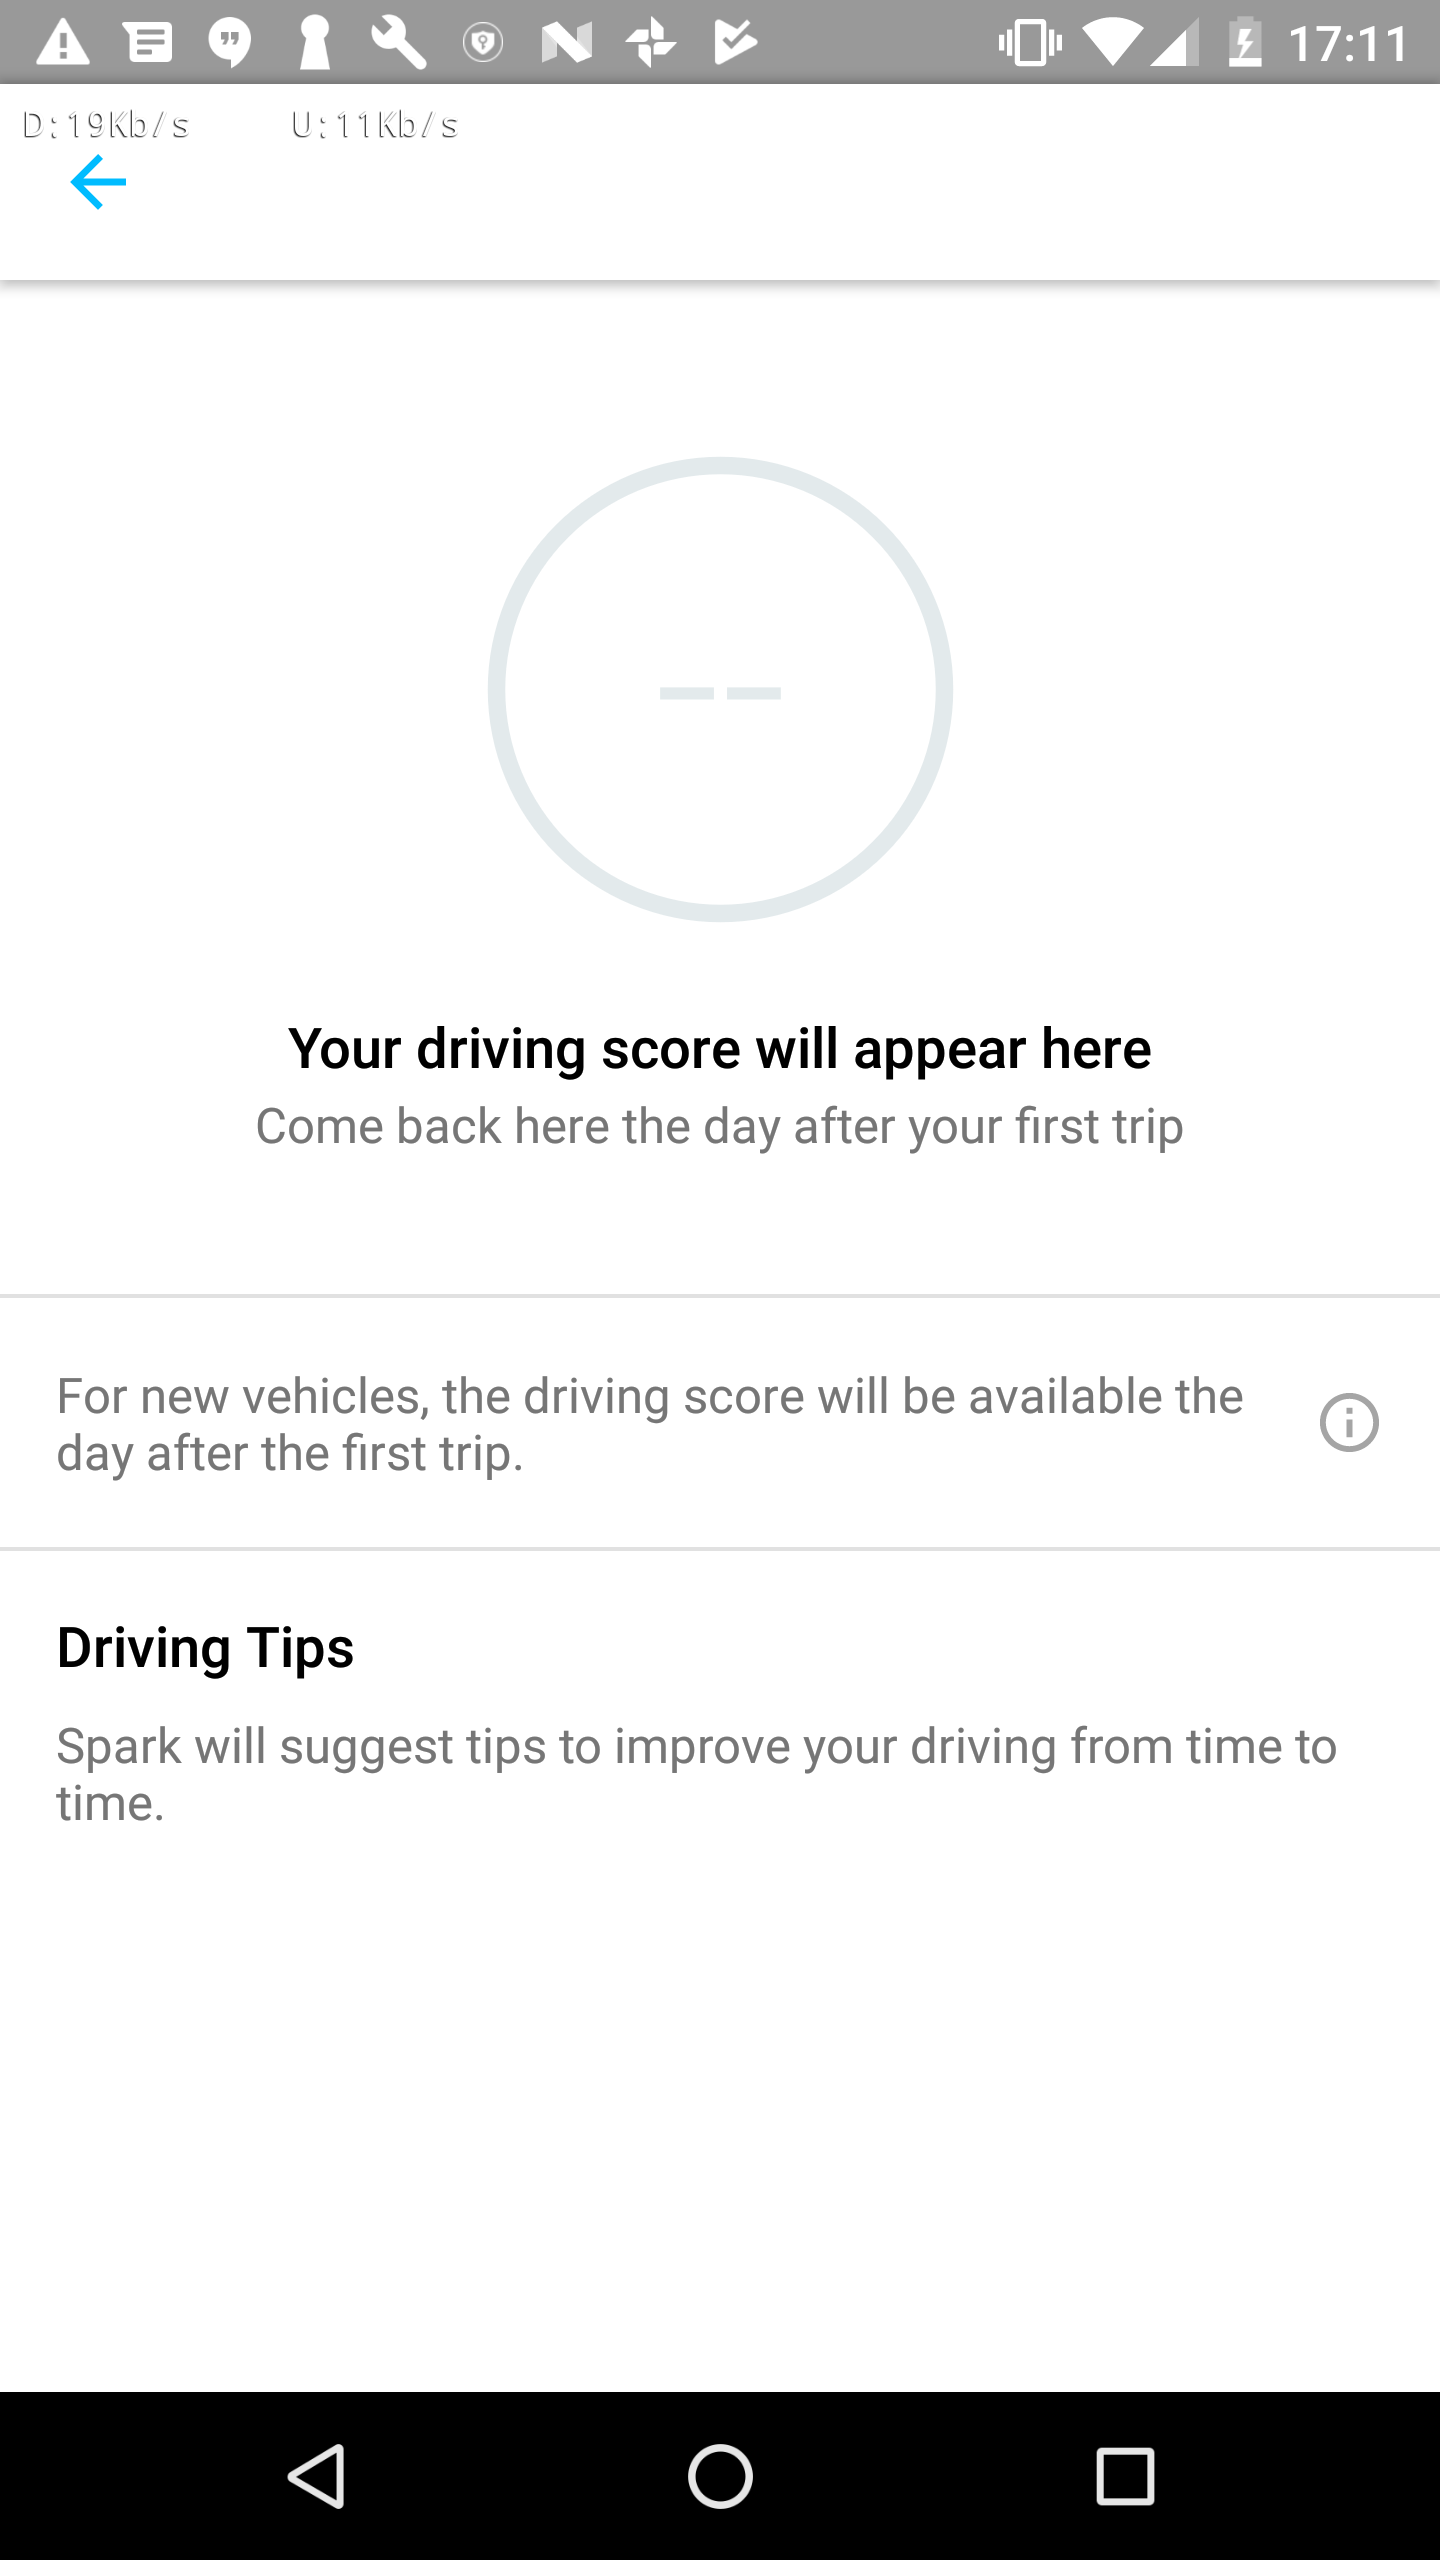 17:11
D:19Kb/s U:11Kb/s
--
Your driving score will appear here
Come back here the day after your first trip
For new vehicles, the driving score will be available the
day after the first trip.
Driving Tips
Spark will suggest tips to improve your driving from time to
time.